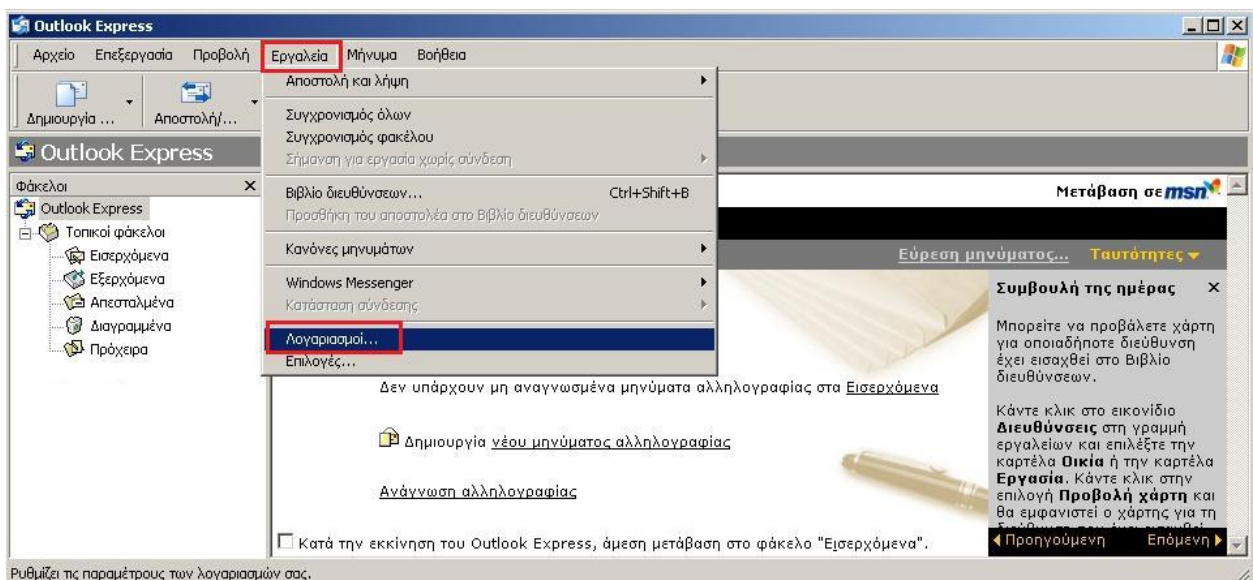 Outlook Express
Αρχείο Επεξεργασία Προβολή Εργαλεία Μήνυμα Βοήθεια
Δημιουργία ... Αποστολή/...
Outlook Express
Φάκελοι
Outlook Express
Τοπικοί φάκελοι
Εισερχόμενα
Εξερχόμενα
Απεσταλμένα
Διαγραμμένα
Πρόχειρα
Αποστολή και λήψη
Συγχρονισμός όλων
Συγχρονισμός φακέλου
Σήμανση για εργασία χωρίς σύνδεση
Βιβλίο διευθύνσεων... Ctrl+Shift+B
Προσθήκη του αποστολέα στο Βιβλίο διευθύνσεων
Κανόνες μηνυμάτων
Windows Messenger
Κατάσταση σύνδεσης
Λογαριασμοί...
Επιλογές...
Μετάβαση σε msn
Εύρεση μηνύματος... Ταυτότητες
Δεν υπάρχουν μη αναγνωσμένα μηνύματα αλληλογραφίας στα Εισερχόμενα
Δημιουργία νέου μηνύματος αλληλογραφίας
Ανάγνωση αλληλογραφίας
Κατά την εκκίνηση του Outlook Express, άμεση μετάβαση στο φάκελο "Εισερχόμενα".
Συμβουλή της ημέρας X
Μπορείτε να προβάλετε χάρτη
για οποιαδήποτε διεύθυνση
έχει εισαχθεί στο Βιβλίο
διευθύνσεων.
Κάντε κλικ στο εικονίδιο
Διευθύνσεις στη γραμμή
εργαλείων και επιλέξτε την
καρτέλα Οικία ή την καρτέλα
Εργασία. Κάντε κλικ στην
επιλογή Προβολή χάρτη και
θα εμφανιστεί ο χάρτης για τη
Προηγούμενη Επόμενη
Ρυθμίζει τις παραμέτρους των λογαριασμών σας.